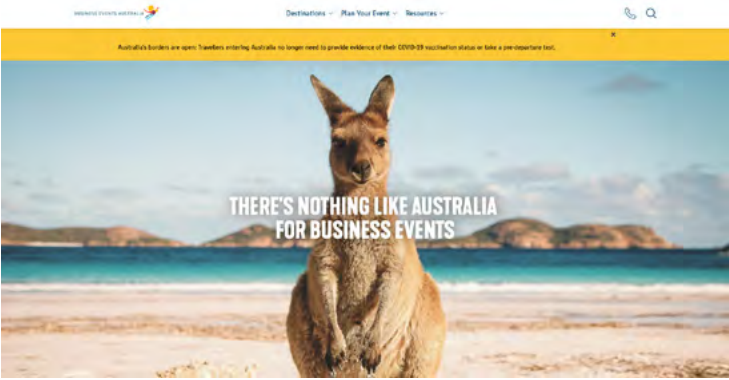 BUSINESS EVENTS AUSTRALIA
Destinations Plan Your Event Resources
Australia's borders are open: Travelers entering Australia no longer need to provide evidence of their COVID-19 vaccination status or take a pre-departure test.
THERE'S NOTHING LIKE AUSTRALIA
FOR BUSINESS EVENTS